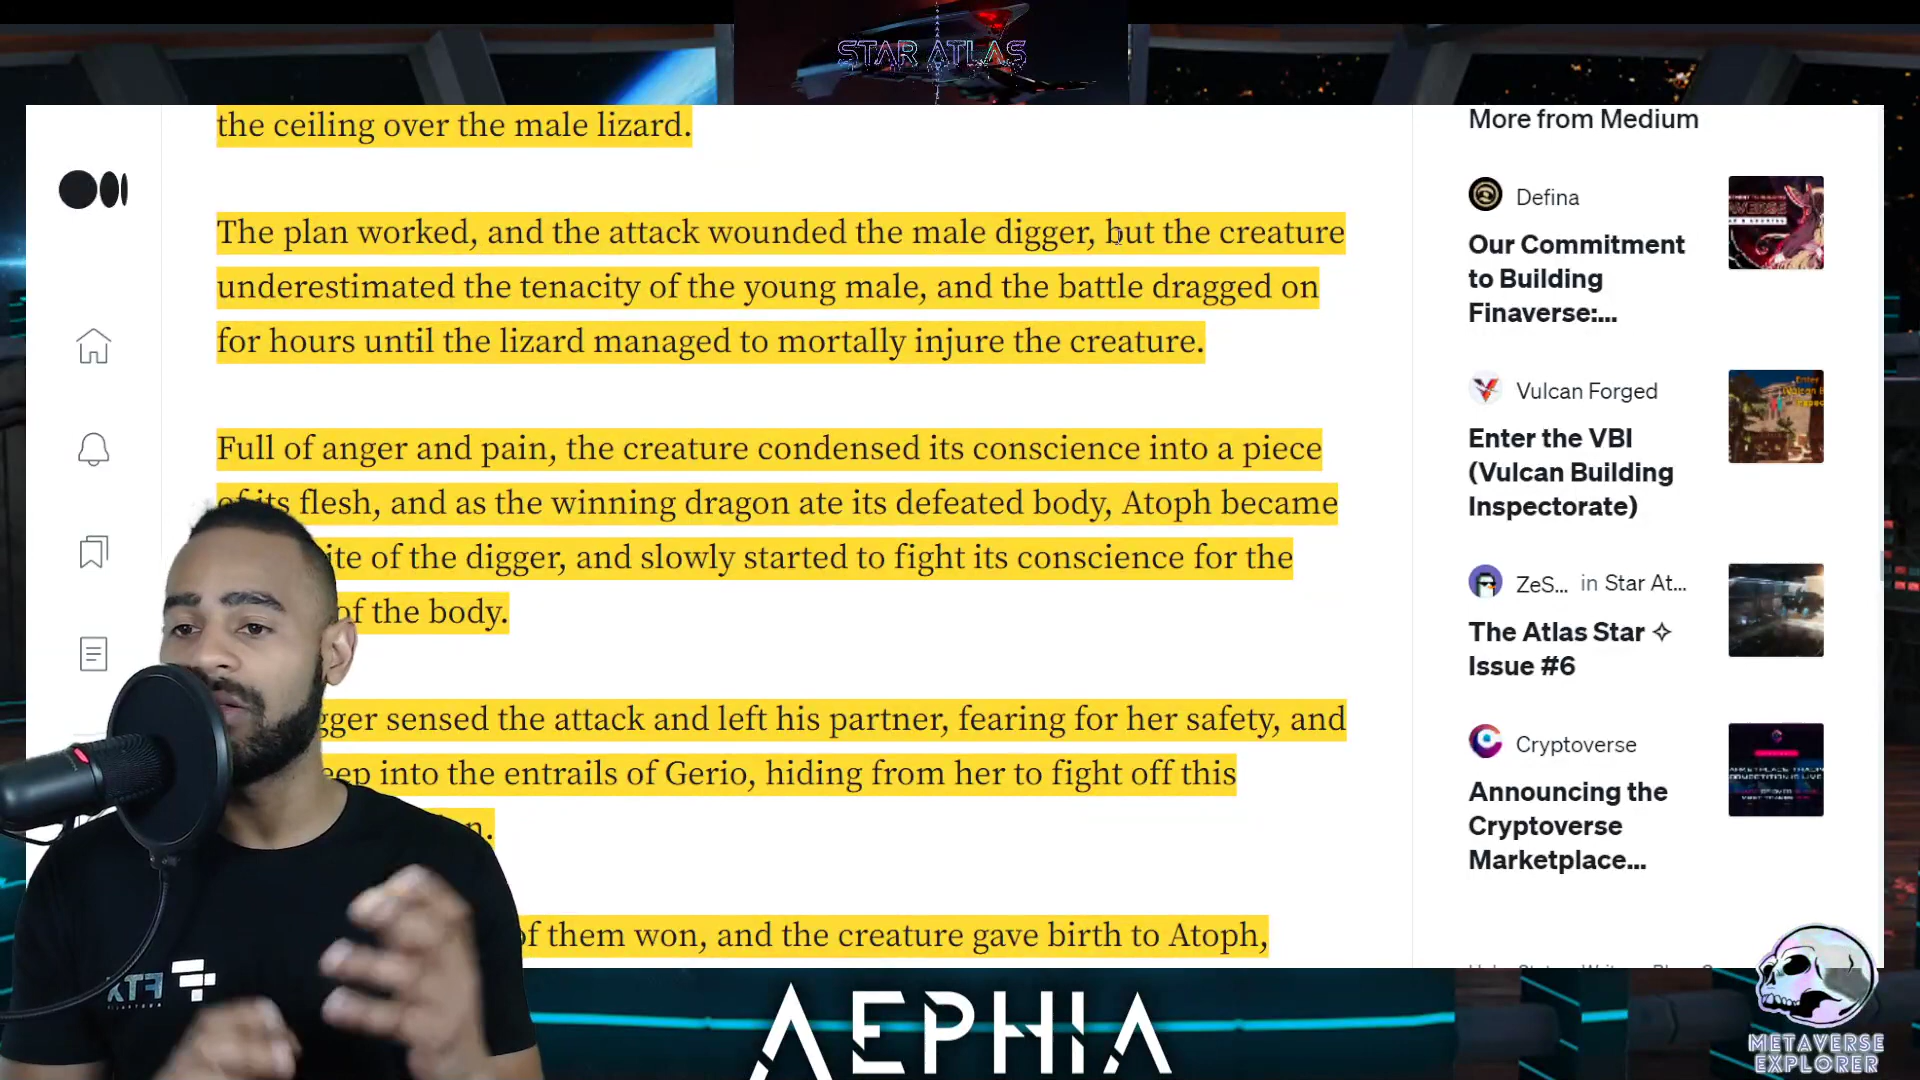 STAR ATLAS
the ceiling over the male lizard.
The plan worked, and the attack wounded the male digger, but the creature
underestimated the tenacity of the young male, and the battle dragged on
for hours until the lizard managed to mortally injure the creature.
Full of anger and pain, the creature condensed its conscience into a piece
of its flesh, and as the winning dragon ate its defeated body, Atoph became
of the digger, and slowly started to fight its conscience for the
of the body.
sensed the attack and left his partner, fearing for her safety, and
into the entrails of Gerio, hiding from her to fight off this
of them won, and the creature gave birth to Atoph,
More from Medium
Defina
Our Commitment
to Building
Finaverse:...
Vulcan Forged
Enter the VBI
(Vulcan Building
Inspectorate)
ZeS... in Star At...
The Atlas Star ✧
Issue #6
Cryptoverse
Announcing the
Cryptoverse
Marketplace...
FTX
AEPHIA
METAVERSE
EXPLORER